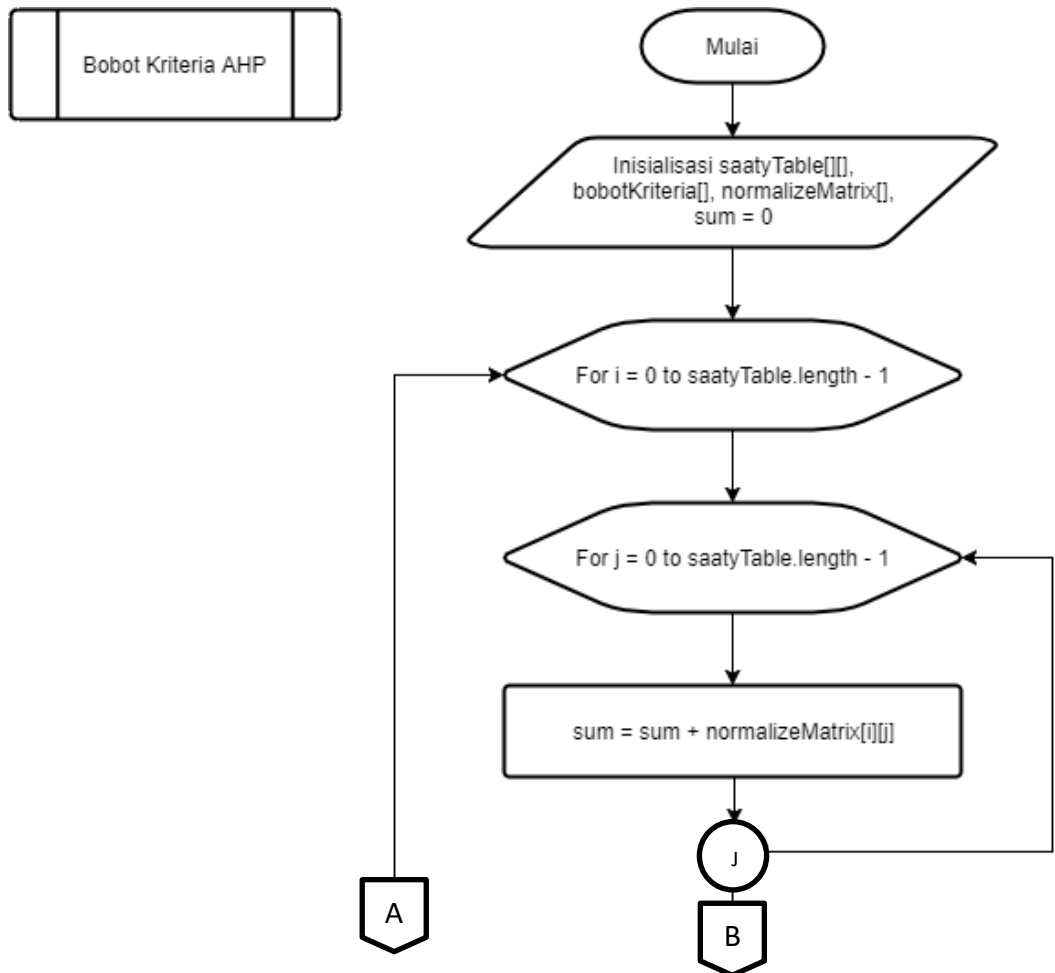 Bobot Kriteria AHP
Mulai
Inisialisasi saatyTable[][],
bobotKriteria[], normalizeMatrix[],
sum = 0
For i = 0 to saatyTable.length - 1
For j = 0 to saatyTable.length - 1
sum = sum + normalizeMatrix[i][j]
J
A
B